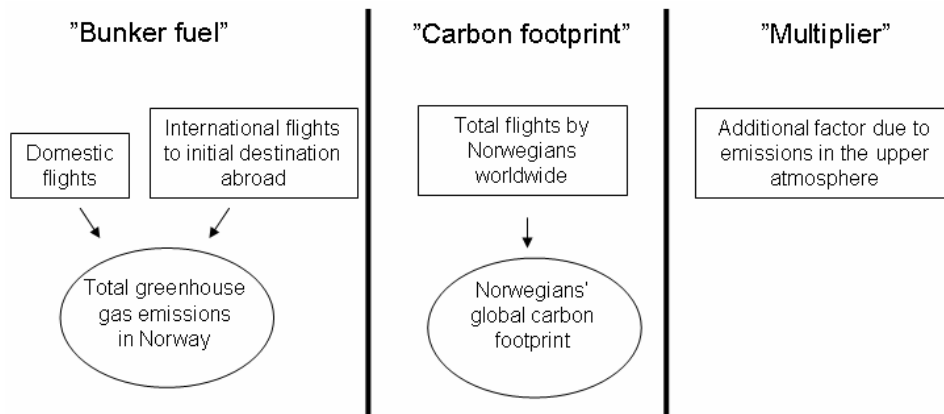 ”Bunker fuel”
Domestic
flights
International flights
to initial destination
abroad
Total greenhouse
gas emissions
in Norway
”Carbon footprint”
Total flights by
Norwegians
worldwide
Norwegians'
global carbon
footprint
”Multiplier”
Additional factor due to
emissions in the upper
atmosphere